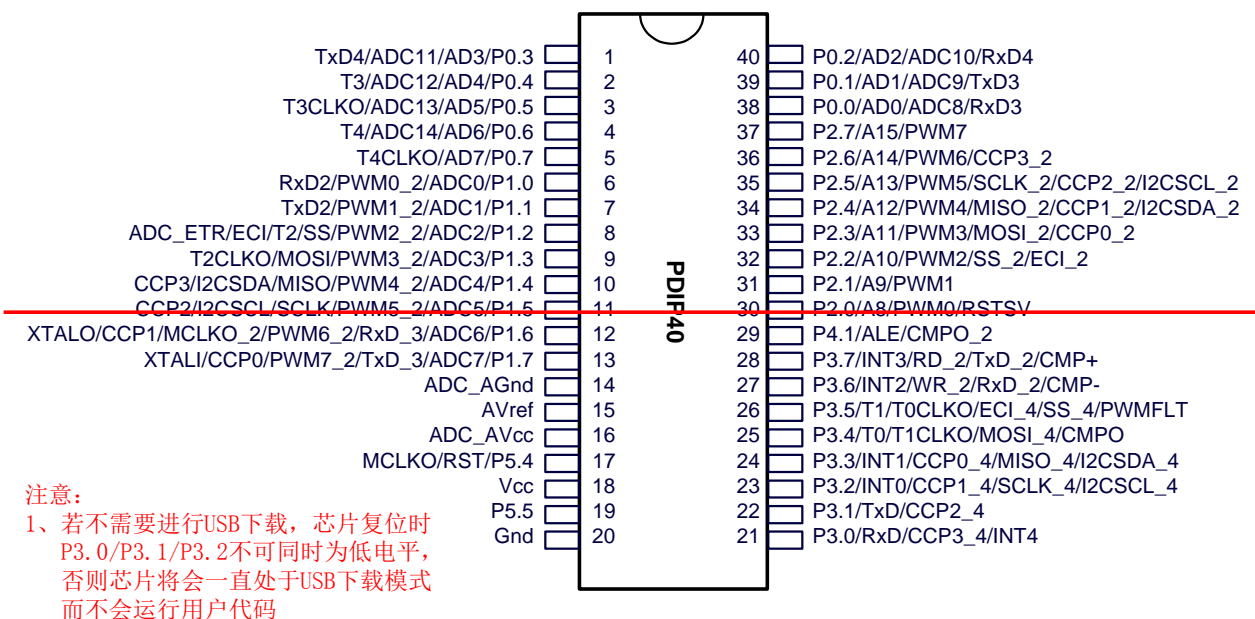 TxD4/ADC11/AD3/P0.3 1 40 P0.2/AD2/ADC10/RxD4
T3/ADC12/AD4/P0.4 2 39 P0.1/AD1/ADC9/TxD3
T3CLKO/ADC13/AD5/P0.5 3 38 P0.0/AD0/ADC8/RxD3
T4/ADC14/AD6/P0.6 4 37 P2.7/A15/PWM7
T4CLKO/AD7/P0.7 5 36 P2.6/A14/PWM6/CCP3_2
RxD2/PWM0_2/ADC0/P1.0 6 35 P2.5/A13/PWM5/SCLK_2/CCP2_2/I2CSCL_2
TxD2/PWM1_2/ADC1/P1.1 7 34 P2.4/A12/PWM4/MISO_2/CCP1_2/I2CSDA_2
ADC_ETR/ECI/T2/SS/PWM2_2/ADC2/P1.2 8 33 P2.3/A11/PWM3/MOSI_2/CCP0_2
T2CLKO/MOSI/PWM3_2/ADC3/P1.3 9 32 P2.2/A10/PWM2/SS_2/ECI_2
CCP3/I2CSDA/MISO/PWM4_2/ADC4/P1.4 10 31 P2.1/A9/PWM1
CCP2/I2CSCL/SCLK/PWM5_2/ADC5/P1.5 11 30 P2.0/A8/PWM0/RSTSV
XTALO/CCP1/MCLKO_2/PWM6_2/RxD_3/ADC6/P1.6 12 29 P4.1/ALE/CMPO_2
XTALI/CCP0/PWM7_2/TxD_3/ADC7/P1.7 13 28 P3.7/INT3/RD_2/TxD_2/CMP+
ADC_AGnd 14 27 P3.6/INT2/WR_2/RxD_2/CMP-
AVref 15 26 P3.5/T1/T0CLKO/ECI_4/SS_4/PWMFLT
ADC_AVcc 16 25 P3.4/T0/T1CLKO/MOSI_4/CMPO
MCLKO/RST/P5.4 17 24 P3.3/INT1/CCP0_4/MISO_4/I2CSDA_4
Vcc 18 23 P3.2/INT0/CCP1_4/SCLK_4/I2CSCL_4
P5.5 19 22 P3.1/TxD/CCP2_4
Gnd 20 21 P3.0/RxD/CCP3_4/INT4
PDIP40
注意：
1、若不需要进行USB下载，芯片复位时
P3.0/P3.1/P3.2不可同时为低电平，
否则芯片将会一直处于USB下载模式
而不会运行用户代码